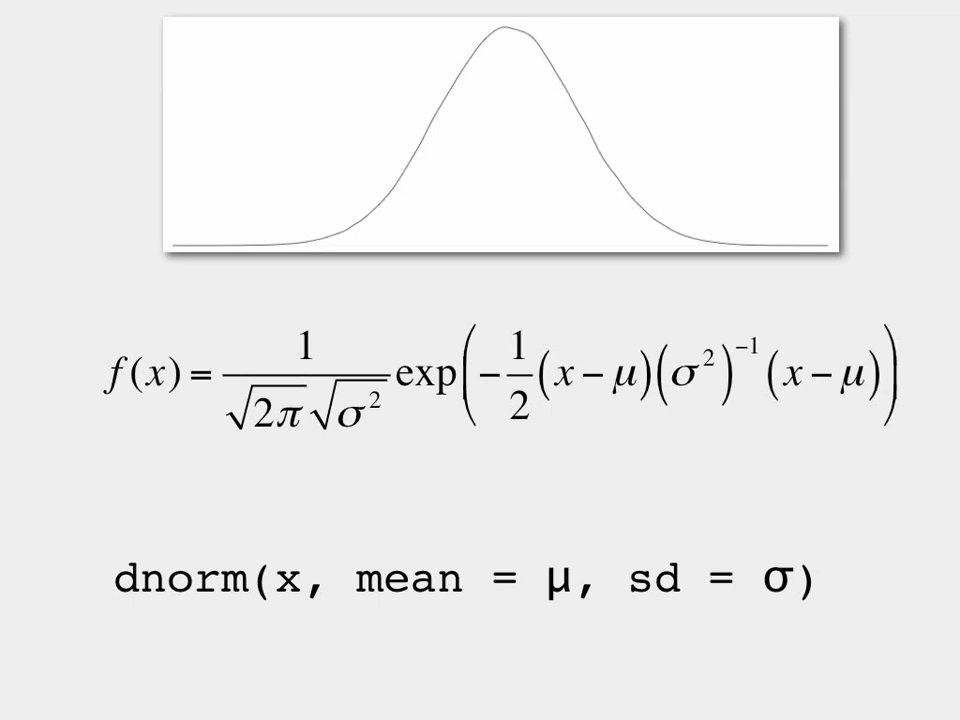 f(x) = 1 / √2π √σ² exp(−1/2 (x − μ)(σ²)⁻¹(x − μ))
dnorm(x, mean = μ, sd = σ)